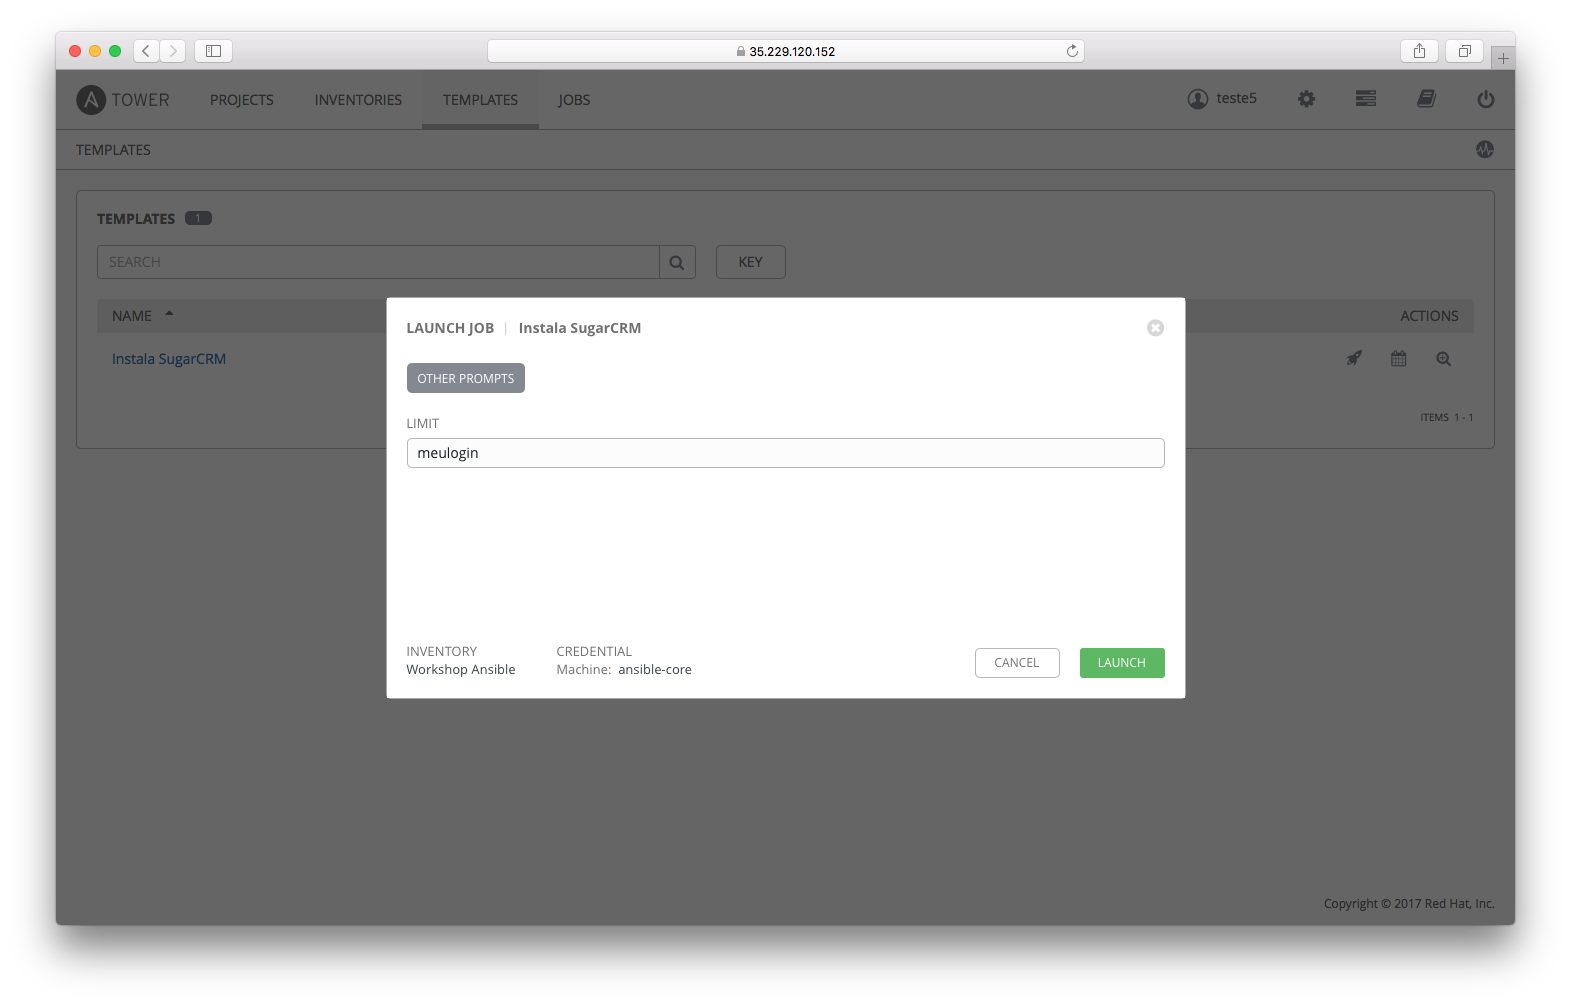 35.229.120.152
TOWER PROJECTS INVENTORIES TEMPLATES JOBS teste5
TEMPLATES
TEMPLATES 1
SEARCH KEY
NAME ACTIONS
Instala SugarCRM
ITEMS 1 - 1
LAUNCH JOB | Instala SugarCRM
OTHER PROMPTS
LIMIT
meulogin
INVENTORY CREDENTIAL
Workshop Ansible Machine: ansible-core
CANCEL LAUNCH
Copyright © 2017 Red Hat, Inc.